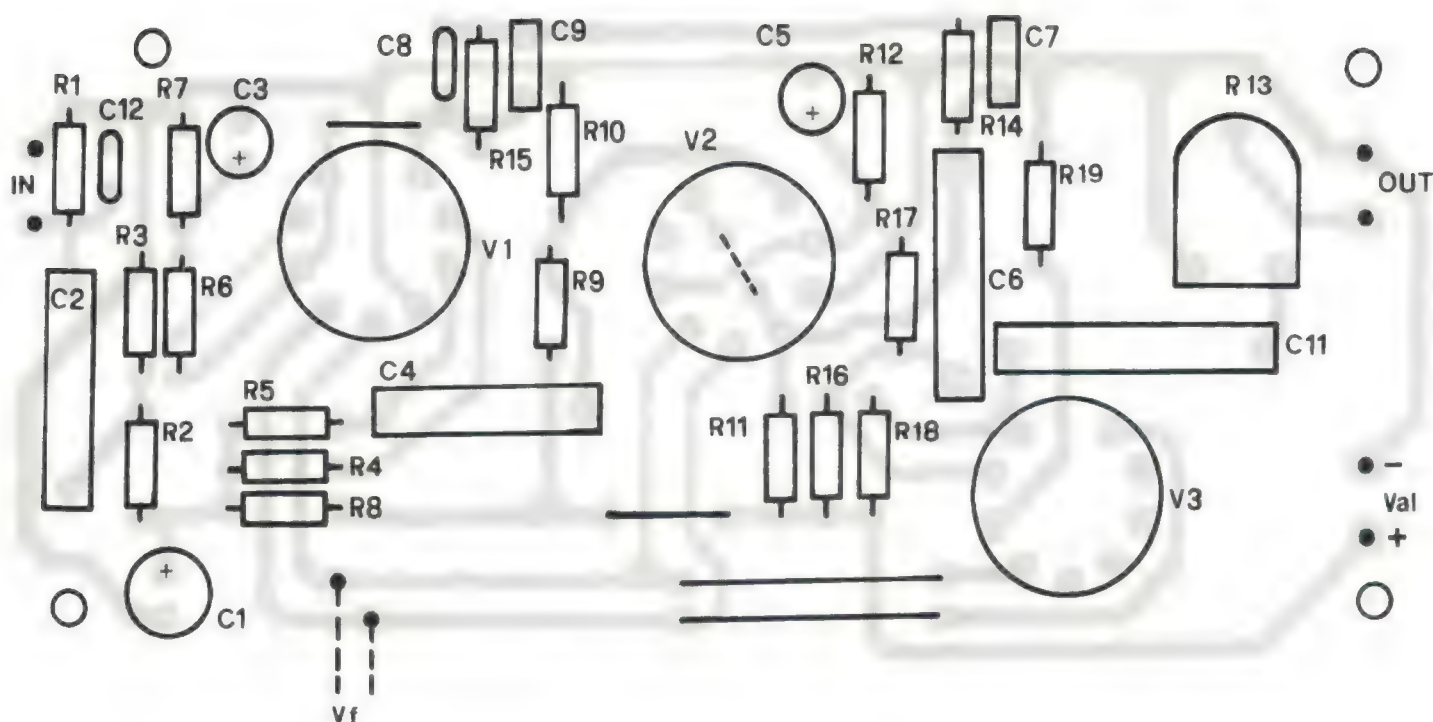 C9
C5
C7
C8
R12
R1
R7
C3
R13
C12
R10
V2
R14
R15
R19
IN
OUT
R17
R3
V1
C2
R6
R9
C6
C11
C4
R16
R5
R2
R11
R18
R4
-
V3
Val
R8
+
+
+
+
C1
Vf